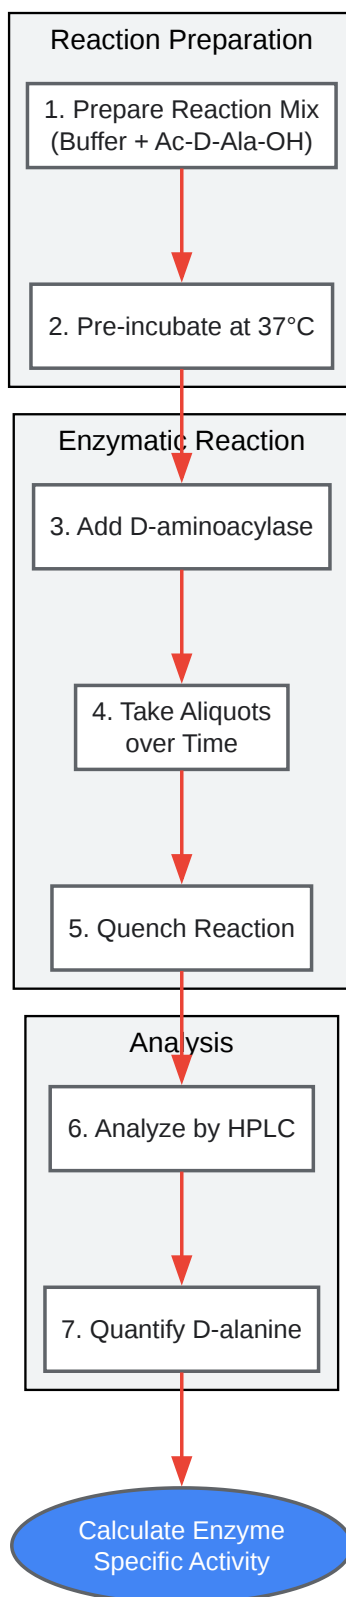 Reaction Preparation
1. Prepare Reaction Mix
(Buffer + Ac-D-Ala-OH)
2. Pre-incubate at 37°C
Enzymatic Reaction
3. Add D-aminoacylase
4. Take Aliquots
over Time
5. Quench Reaction
Analysis
6. Analyze by HPLC
7. Quantify D-alanine
Calculate Enzyme
Specific Activity